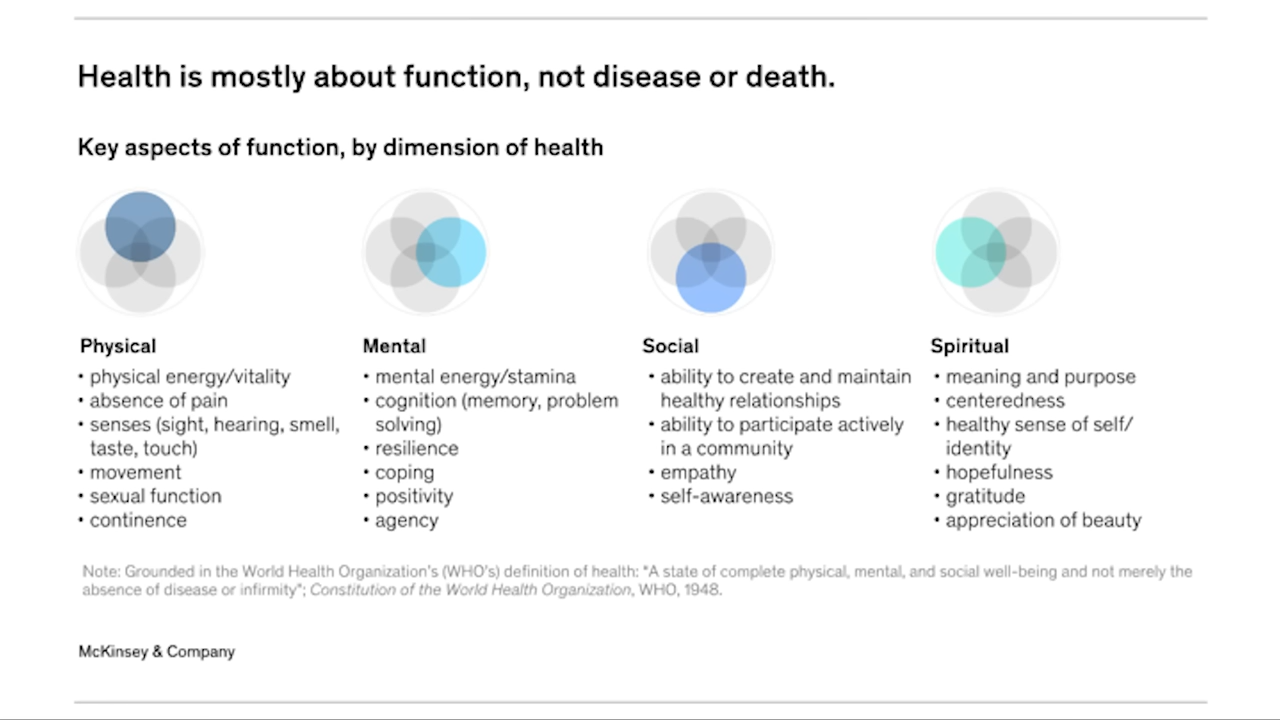 Health is mostly about function, not disease or death.
Key aspects of function, by dimension of health
Physical
• physical energy/vitality
• absence of pain
• senses (sight, hearing, smell,
taste, touch)
• movement
• sexual function
• continence
Mental
• mental energy/stamina
• cognition (memory, problem
solving)
• resilience
• coping
• positivity
• agency
Social
• ability to create and maintain
healthy relationships
• ability to participate actively
in a community
• empathy
• self-awareness
Spiritual
• meaning and purpose
• centeredness
• healthy sense of self/
identity
• hopefulness
• gratitude
• appreciation of beauty
Note: Grounded in the World Health Organization's (WHO's) definition of health: "A state of complete physical, mental, and social well-being and not merely the
absence of disease or infirmity"; Constitution of the World Health Organization, WHO, 1948.
McKinsey & Company